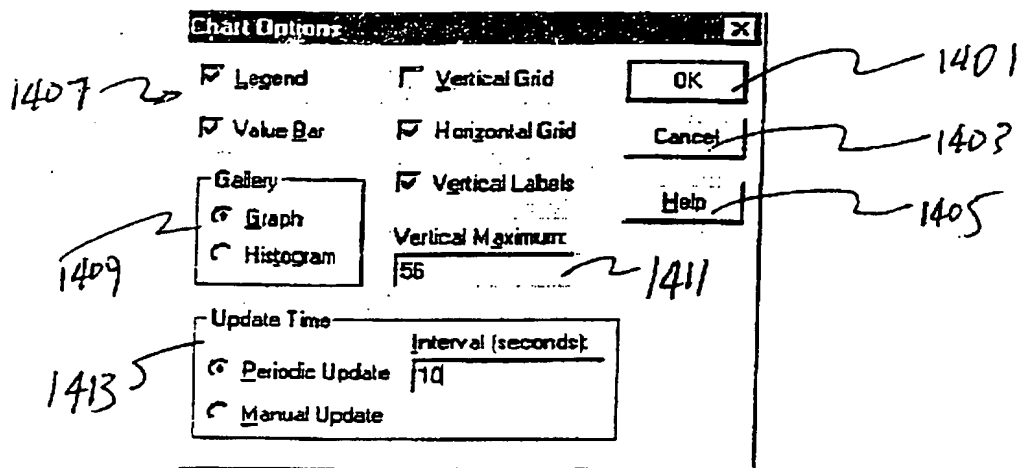 Chart Options
1407
Legend
Vertical Grid
OK
1401
Value Bar
Horizontal Grid
Cancel
1403
Gallery
Vertical Labels
Help
1405
Graph
Histogram
1409
Vertical Maximum:
56
1411
Update Time
Interval (seconds):
Periodic Update
10
1413
Manual Update